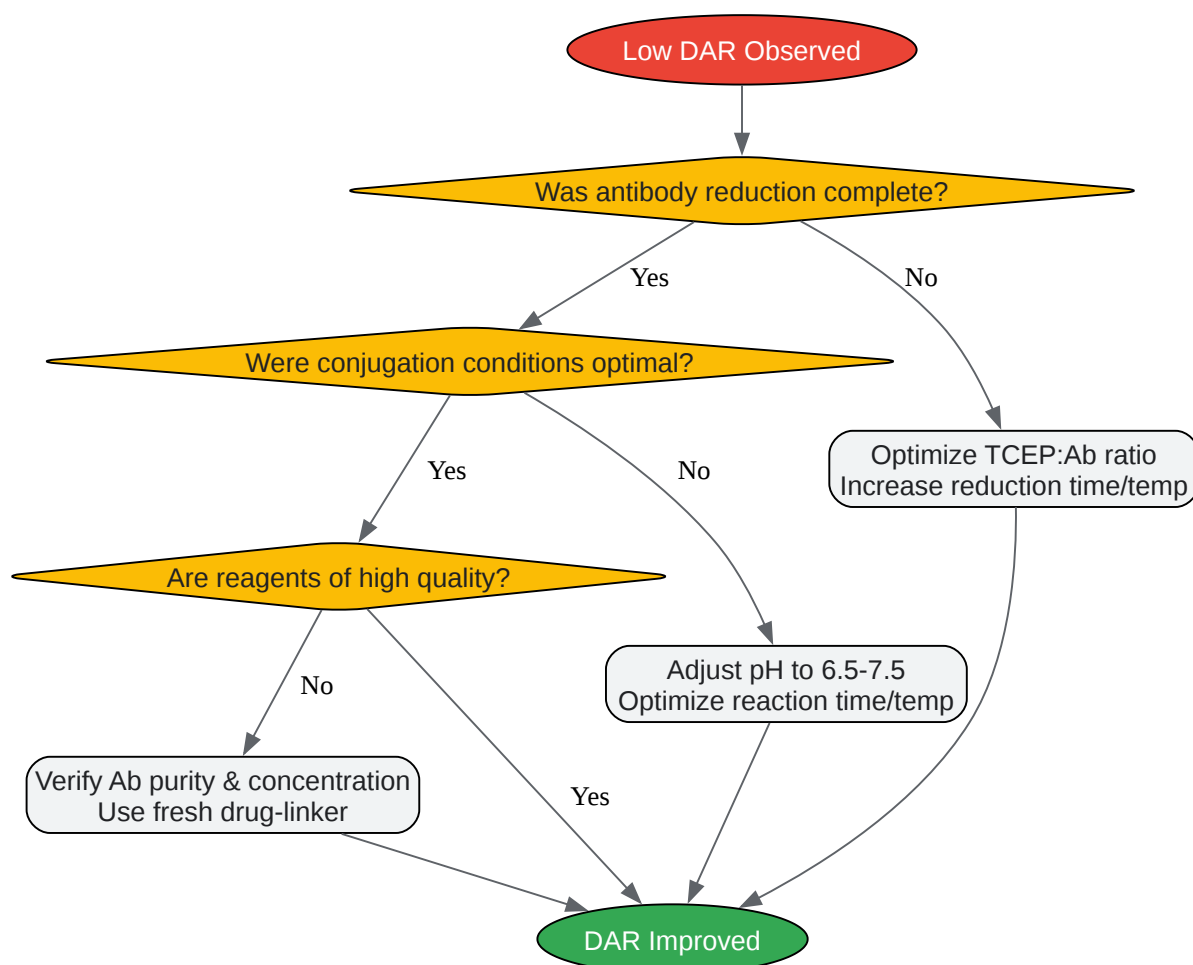 Low DAR Observed
Was antibody reduction complete?
Yes
No
Were conjugation conditions optimal?
Optimize TCEP:Ab ratio
Increase reduction time/temp
Yes
No
Are reagents of high quality?
Adjust pH to 6.5-7.5
Optimize reaction time/temp
No
Yes
Verify Ab purity & concentration
Use fresh drug-linker
DAR Improved